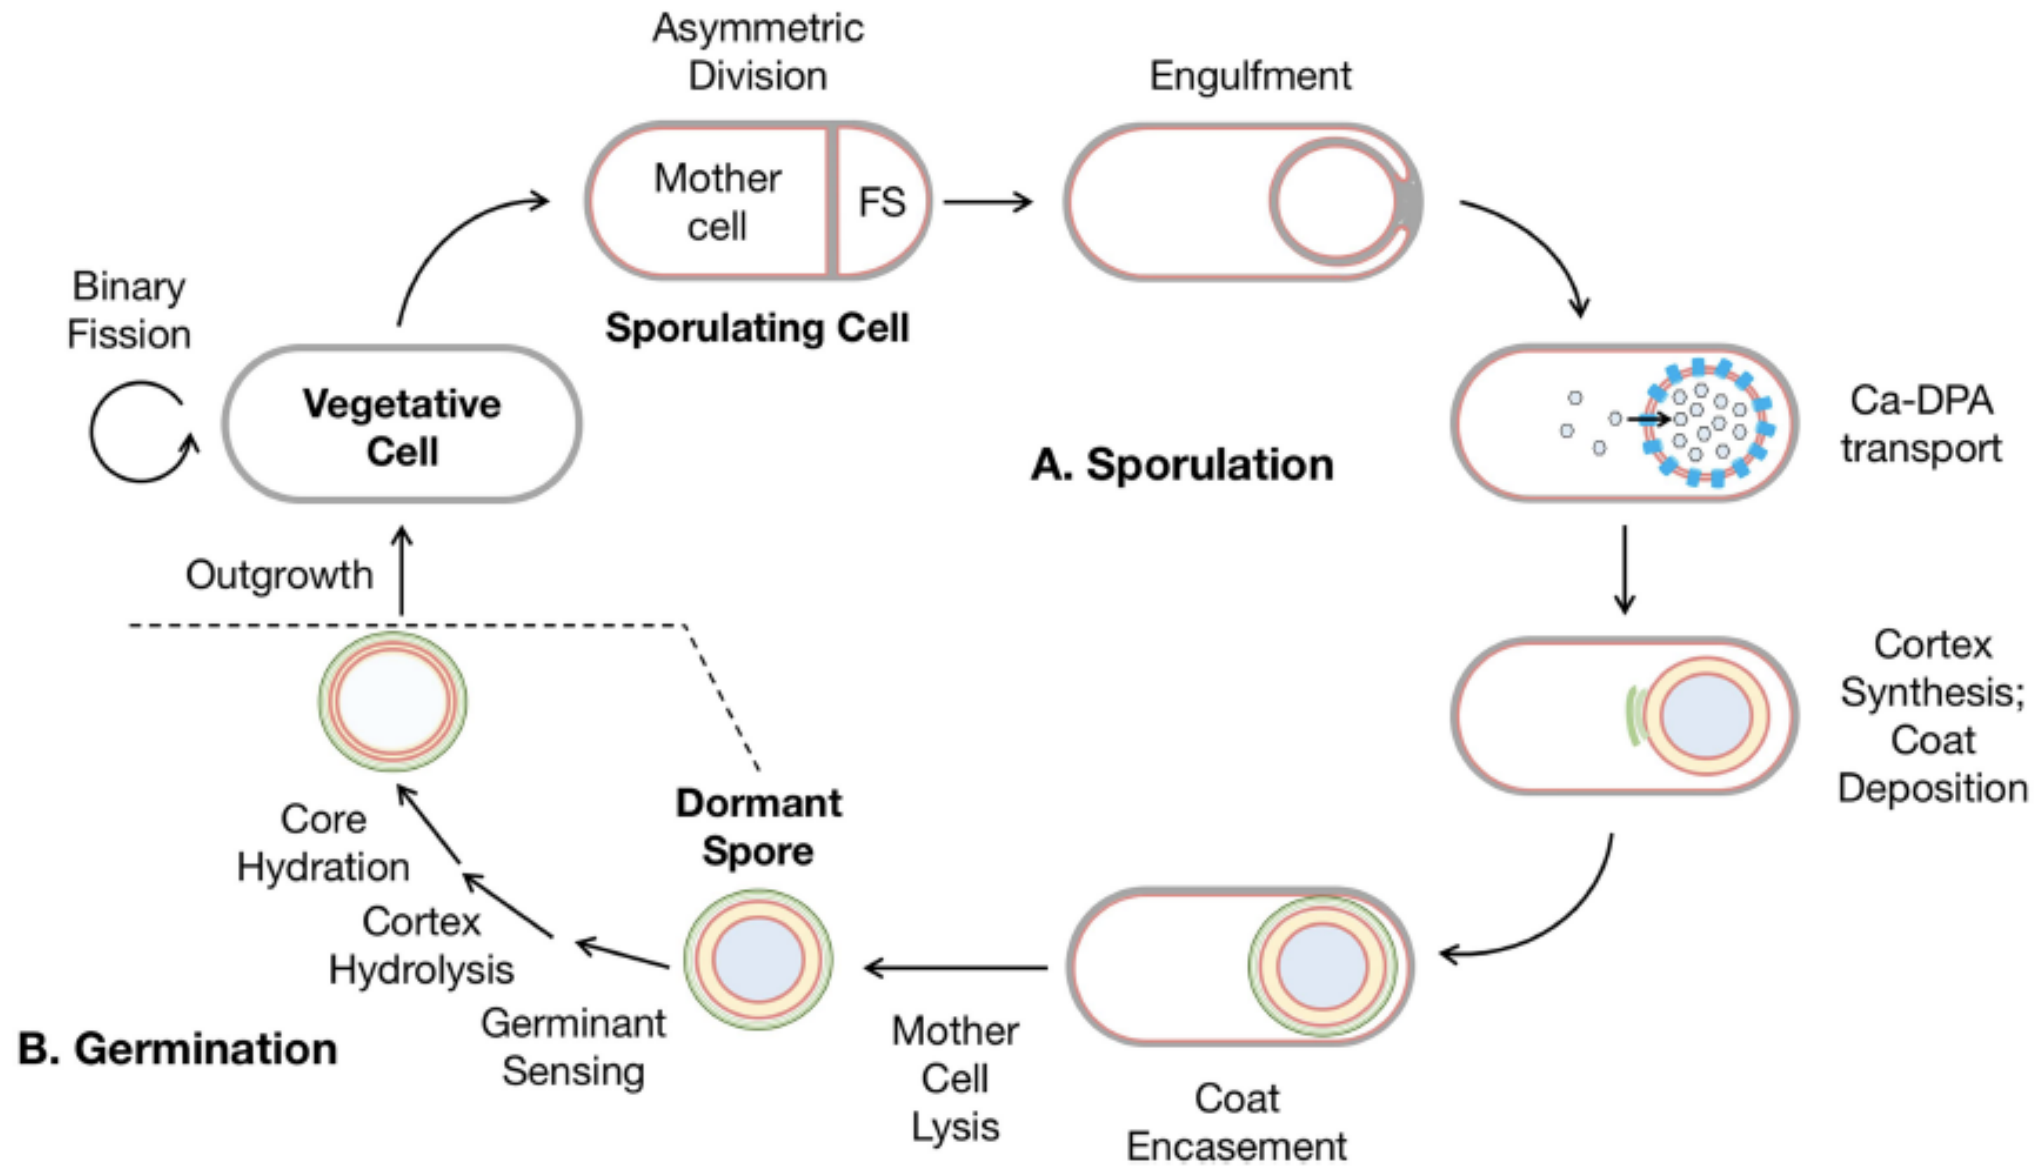 Asymmetric
Division
Engulfment
Mother
cell
FS
Sporulating Cell
Binary
Fission
Vegetative
Cell
Ca-DPA
transport
A. Sporulation
Outgrowth
Cortex
Synthesis;
Coat
Deposition
Dormant
Spore
Core
Hydration
Cortex
Hydrolysis
Germinant
Sensing
B. Germination
Mother
Cell
Lysis
Coat
Encasement